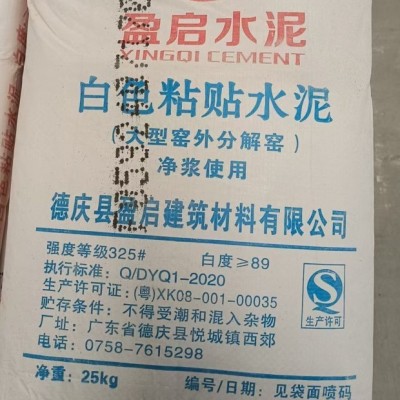 盈启水泥
YINGQI CEMENT
白色粘贴水泥
(大型窑外分解窑)
净浆使用
德庆县盈启建筑材料有限公司
强度等级325# 白度≥89
执行标准: Q/DYQ1-2020
生产许可证: (粤)XK08-001-00035
贮存条件: 不得受潮和混入杂物
厂址: 广东省德庆县悦城镇西郊
电话: 0758-7615298
生产许可
净重: 25kg 编号/日期: 见袋面喷码